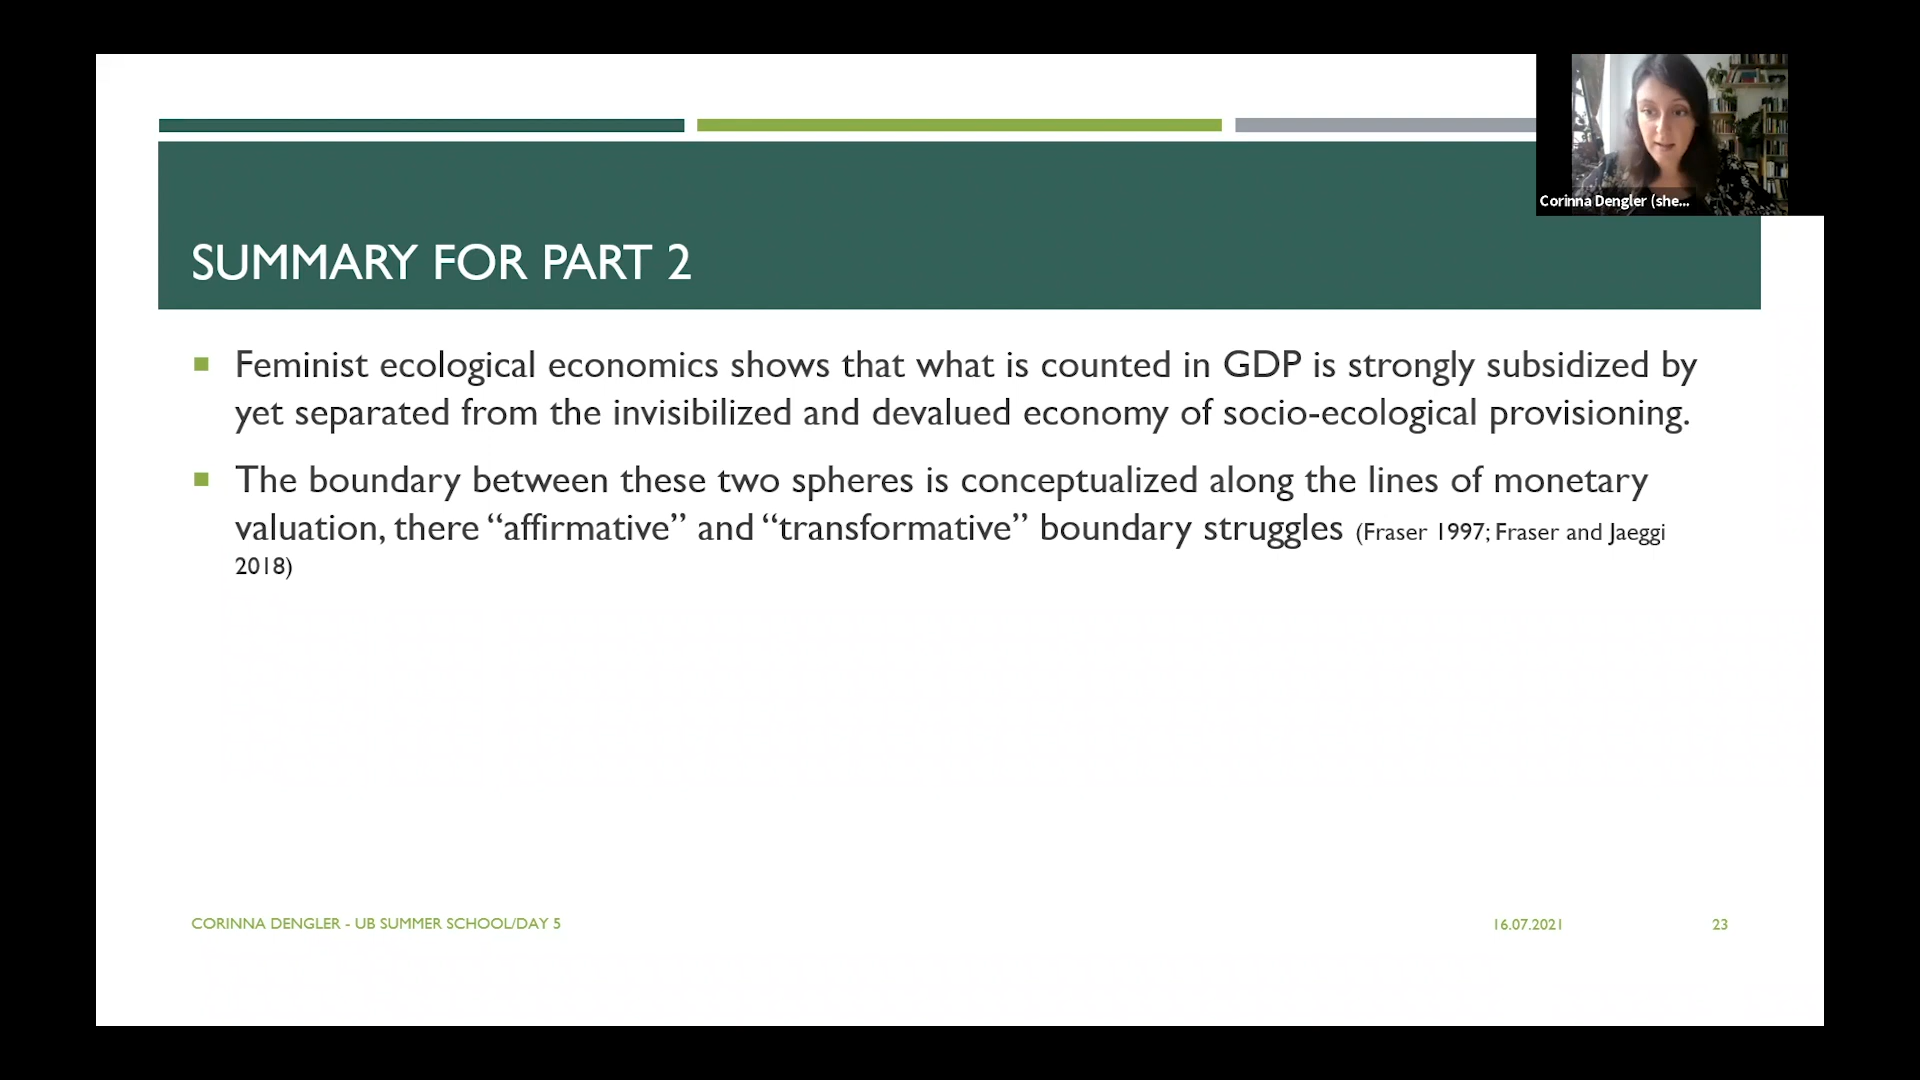 Corinna Dengler (she...
SUMMARY FOR PART 2
Feminist ecological economics shows that what is counted in GDP is strongly subsidized by
yet separated from the invisibilized and devalued economy of socio-ecological provisioning.
The boundary between these two spheres is conceptualized along the lines of monetary
valuation, there “affirmative” and “transformative” boundary struggles (Fraser 1997; Fraser and Jaeggi
2018)
CORINNA DENGLER - UB SUMMER SCHOOL/DAY 5
16.07.2021
23